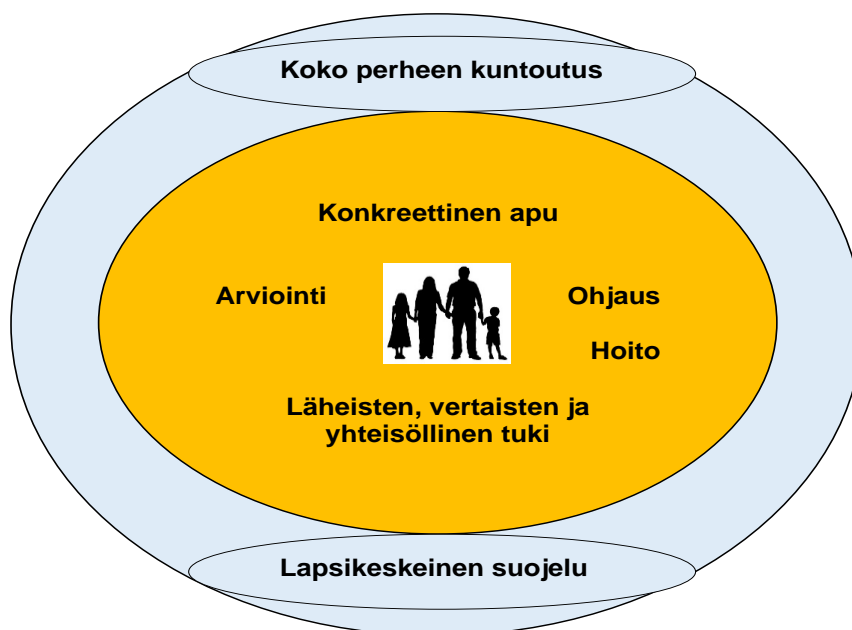 Koko perheen kuntoutus
Konkreettinen apu
Arviointi
Ohjaus
Hoito
Läheisten, vertaisten ja
yhteisöllinen tuki
Lapsikeskeinen suojelu